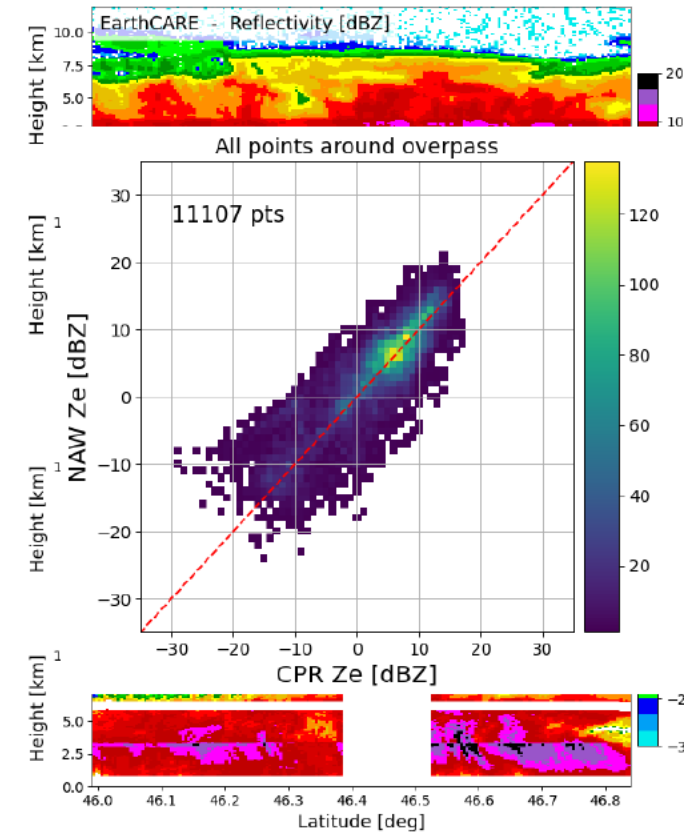 EarthCARE - Reflectivity [dBZ]
10.0
7.5
5.0
Height [km]
20
10
All points around overpass
11107 pts
30
20
10
0
−10
−20
−30
NAW Ze [dBZ]
Height [km]
1
Height [km]
1
Height [km]
1
120
100
80
60
40
20
−30 −20 −10 0 10 20 30
CPR Ze [dBZ]
Height [km]
5.0
2.5
0.0
−2
−3
46.0 46.1 46.2 46.3 46.4 46.5 46.6 46.7 46.8
Latitude [deg]